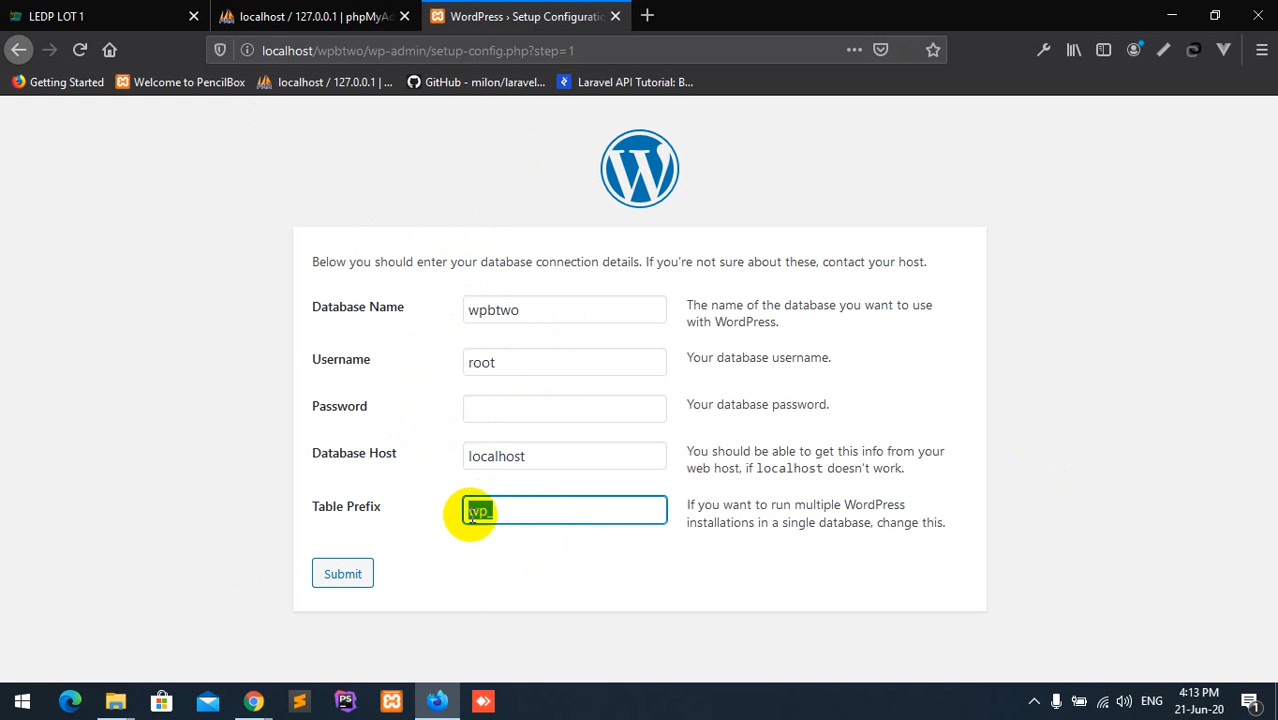 LEDP LOT 1
localhost / 127.0.0.1 | phpMyAd
WordPress › Setup Configuratio
localhost/wpbtwo/wp-admin/setup-config.php?step=1
Getting Started
Welcome to PencilBox
localhost / 127.0.0.1 | ...
GitHub - milon/laravel...
Laravel API Tutorial: B...
Below you should enter your database connection details. If you're not sure about these, contact your host.
Database Name
wpbtwo
The name of the database you want to use
with WordPress.
Username
root
Your database username.
Password
Your database password.
Database Host
localhost
You should be able to get this info from your
web host, if localhost doesn't work.
Table Prefix
wp_
If you want to run multiple WordPress
installations in a single database, change this.
Submit
ENG
4:13 PM
21-Jun-20
1